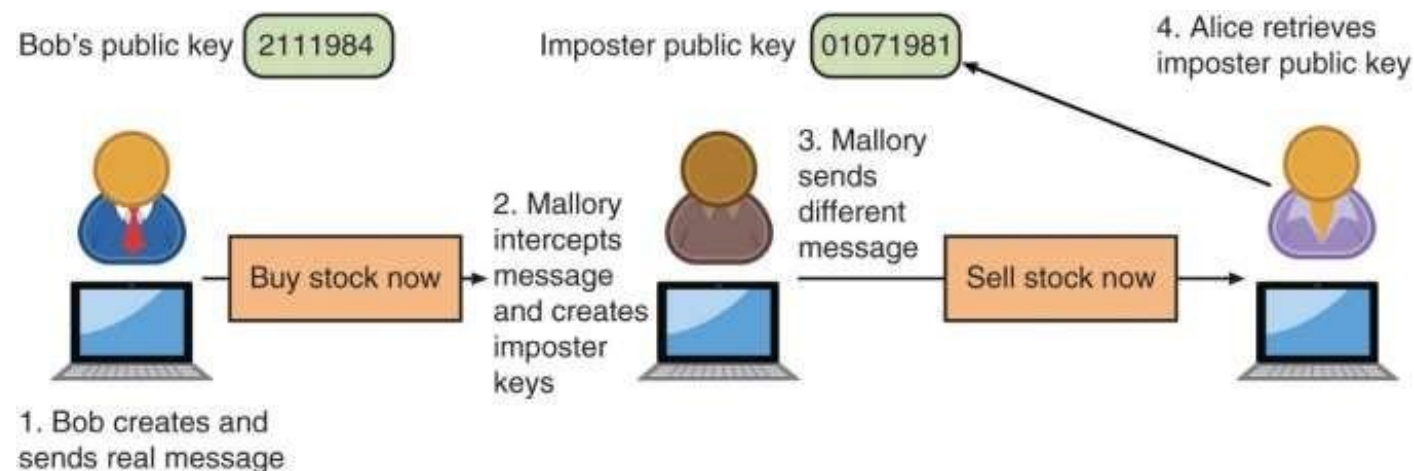 Bob's public key 2111984
Imposter public key 01071981
4. Alice retrieves
imposter public key
2. Mallory
intercepts
message
and creates
imposter
keys
3. Mallory
sends
different
message
Buy stock now
Sell stock now
1. Bob creates and
sends real message